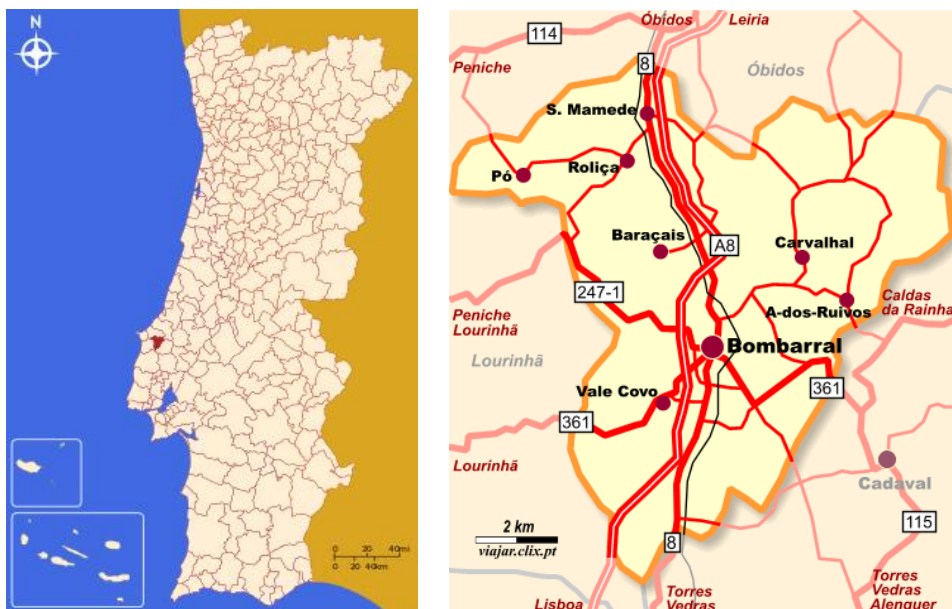 N
0 20 40mi
0 20 40km
Óbidos
Leiria
114
8
Peniche
Óbidos
S. Mamede
Roliça
Pó
Baraçais
A8
Carvalhal
247-1
A-dos-Ruivos
Caldas
da Rainha
Peniche
Lourinhã
Lourinhã
Bombarral
361
Vale Covo
361
Lourinhã
Cadaval
2 km
viajar.clix.pt
115
8
Lisboa
Torres
Vedras
Torres
Vedras
Alenquer